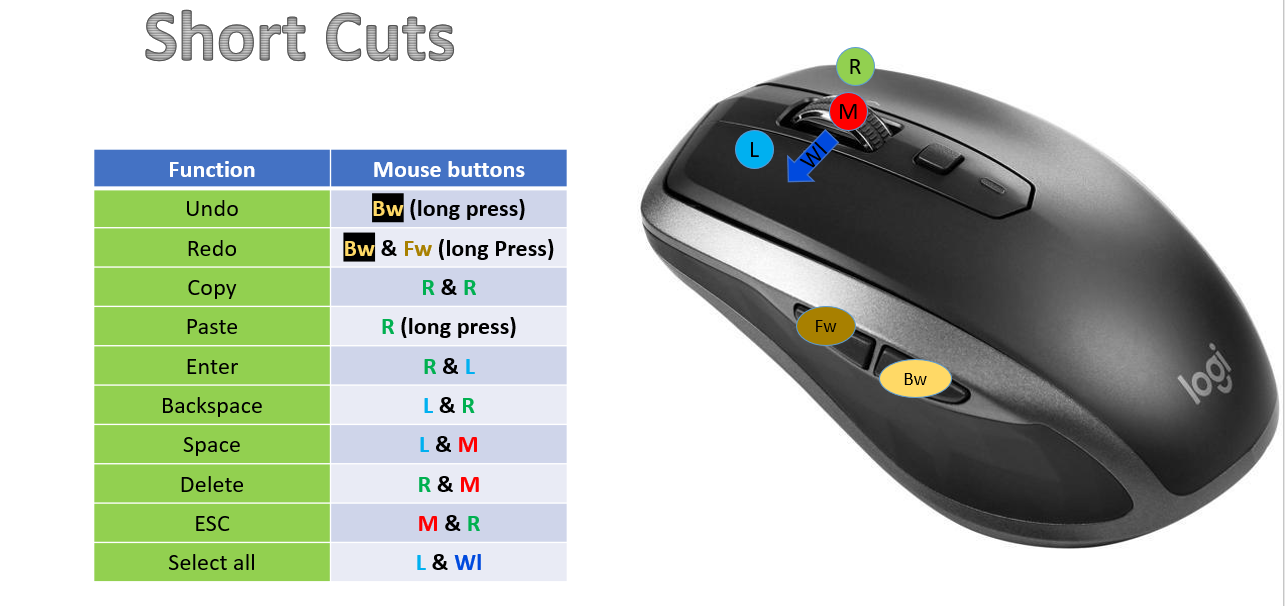 Short Cuts
Function Mouse buttons
Undo Bw (long press)
Redo Bw & Fw (long Press)
Copy R & R
Paste R (long press)
Enter R & L
Backspace L & R
Space L & M
Delete R & M
ESC M & R
Select all L & Wl
R
M
L
Wl
Fw
Bw
logi